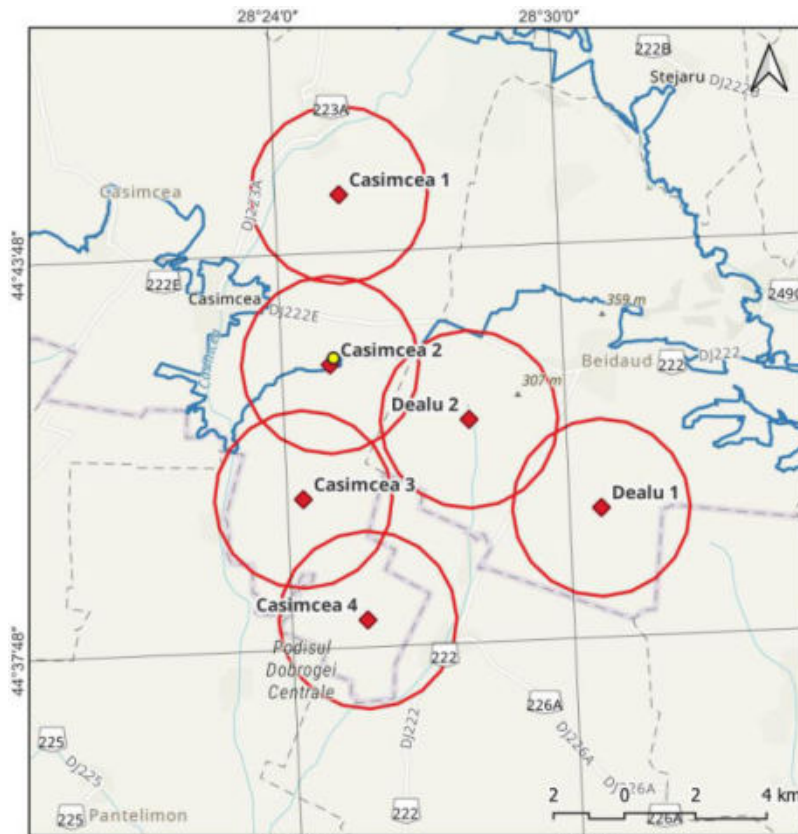 28°24'0" 28°30'0"
222B
Stejaru
DJ222B
223A
Casimcea 1
Casimcea
DJ223A
44°43'48"
222E
249
Casimcea
DJ222E
359 m
Casimcea
Casimcea 2
Beidaud
222
DJ222
307 m
Dealu 2
Casimcea 3
Dealu 1
Casimcea 4
Podisul
Dobrogei
Centrale
222
44°37'48"
226A
225
DJ222
DJ226A
DJ225
2 0 2 4 km
DJ226A
Pantelimon
225
222
226A